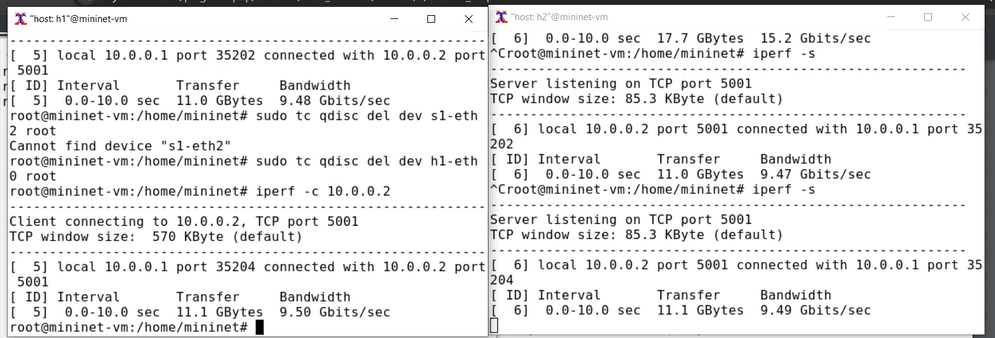 "host: h1"@mininet-vm
[  5] local 10.0.0.1 port 35202 connected with 10.0.0.2 port
 5001
[ ID] Interval       Transfer     Bandwidth
[  5]  0.0-10.0 sec  11.0 GBytes  9.48 Gbits/sec
root@mininet-vm:/home/mininet# sudo tc qdisc del dev s1-eth
2 root
Cannot find device "s1-eth2"
root@mininet-vm:/home/mininet# sudo tc qdisc del dev h1-eth
0 root
root@mininet-vm:/home/mininet# iperf -c 10.0.0.2
------------------------------------------------------------
Client connecting to 10.0.0.2, TCP port 5001
TCP window size:  570 KByte (default)
------------------------------------------------------------
[  5] local 10.0.0.1 port 35204 connected with 10.0.0.2 port
 5001
[ ID] Interval       Transfer     Bandwidth
[  5]  0.0-10.0 sec  11.1 GBytes  9.50 Gbits/sec
root@mininet-vm:/home/mininet#
"host: h2"@mininet-vm
[  6]  0.0-10.0 sec  17.7 GBytes  15.2 Gbits/sec
^Croot@mininet-vm:/home/mininet# iperf -s
------------------------------------------------------------
Server listening on TCP port 5001
TCP window size: 85.3 KByte (default)
------------------------------------------------------------
[  6] local 10.0.0.2 port 5001 connected with 10.0.0.1 port 35
202
[ ID] Interval       Transfer     Bandwidth
[  6]  0.0-10.0 sec  11.0 GBytes  9.47 Gbits/sec
^Croot@mininet-vm:/home/mininet# iperf -s
------------------------------------------------------------
Server listening on TCP port 5001
TCP window size: 85.3 KByte (default)
------------------------------------------------------------
[  6] local 10.0.0.2 port 5001 connected with 10.0.0.1 port 35
204
[ ID] Interval       Transfer     Bandwidth
[  6]  0.0-10.0 sec  11.1 GBytes  9.49 Gbits/sec